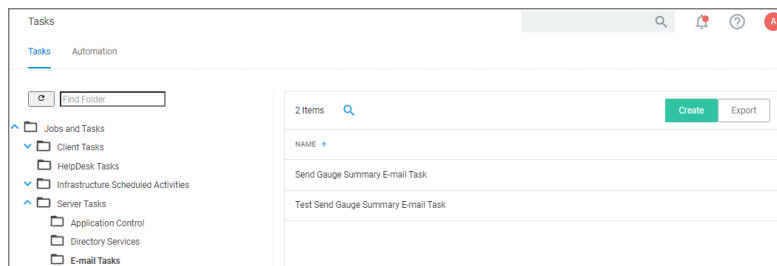 Tasks
A
Tasks Automation
Find Folder
2 Items Create Export
Jobs and Tasks
NAME
Client Tasks
HelpDesk Tasks
Send Gauge Summary E-mail Task
Infrastructure Scheduled Activities
Server Tasks
Test Send Gauge Summary E-mail Task
Application Control
Directory Services
E-mail Tasks